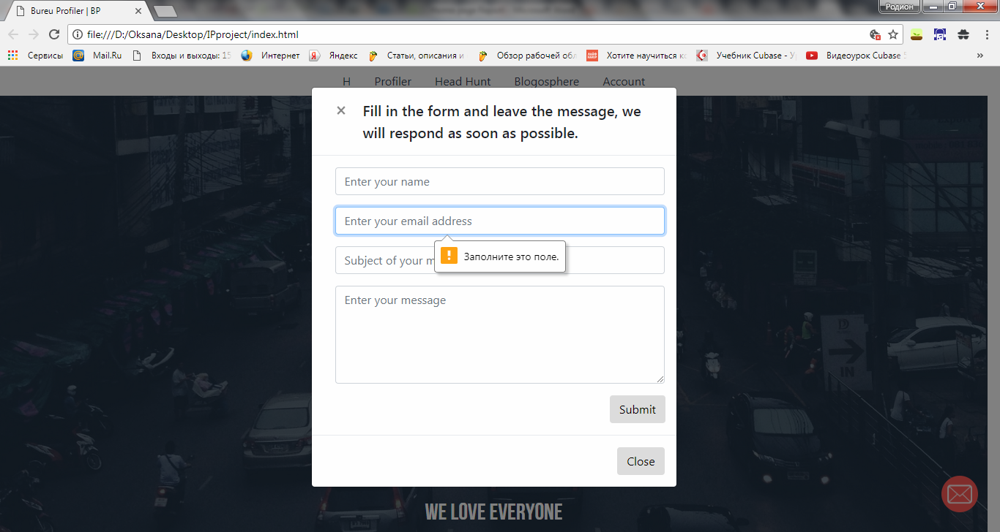 Bureu Profiler | BP
Родион
file:///D:/Oksana/Desktop/IPproject/index.html
Сервисы Mail.Ru Входы и выходы: 15 Интернет Яндекс Статьи, описания и Обзор рабочей обл Хотите научиться Учебник Cubase - Видеоурок Cubase »
H Profiler Head Hunt Blogosphere Account
× Fill in the form and leave the message, we
will respond as soon as possible.
Enter your name
Enter your email address
Заполните это поле.
Subject of your m
Enter your message
Submit
Close
IN
WE LOVE EVERYONE